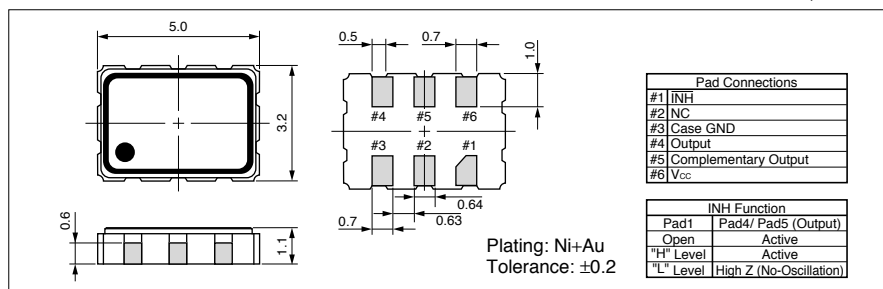 5.0
3.2
0.6
1.1
0.5
0.7
1.0
#4
#5
#6
#3
#2
#1
0.7
0.63
0.64
Plating: Ni+Au
Tolerance: ±0.2
Pad Connections
#1 INH
#2 NC
#3 Case GND
#4 Output
#5 Complementary Output
#6 Vcc
INH Function
Pad1 Pad4/ Pad5 (Output)
Open Active
"H" Level Active
"L" Level High Z (No-Oscillation)